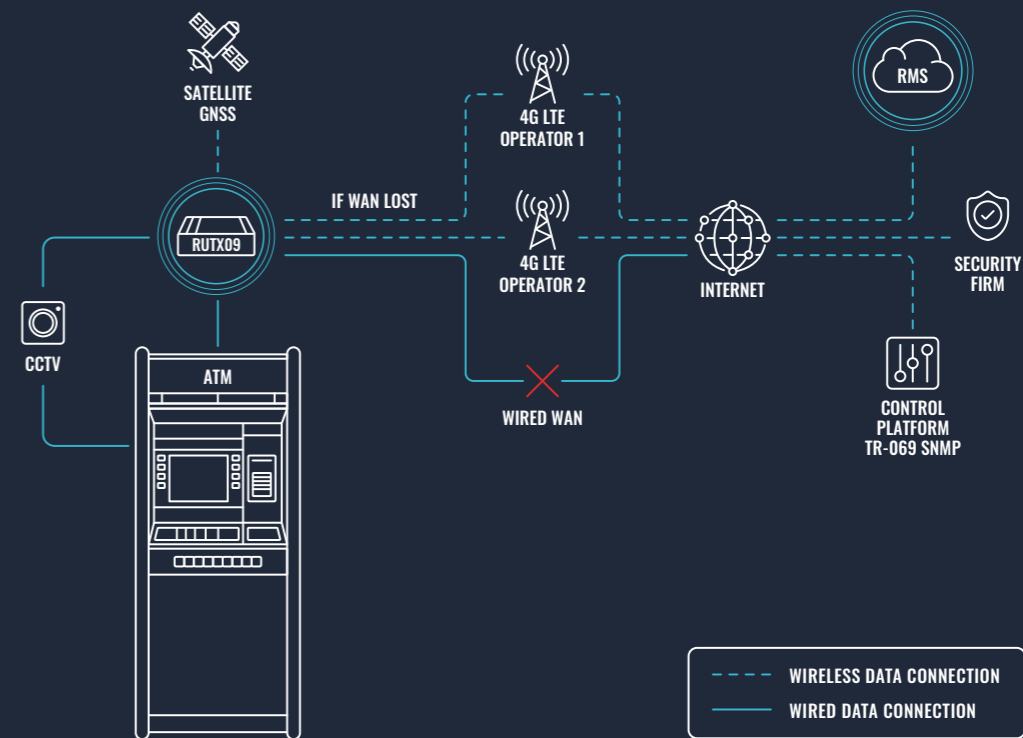 SATELLITE
GNSS
4G LTE
OPERATOR 1
RMS
IF WAN LOST
RUTX09
4G LTE
OPERATOR 2
INTERNET
SECURITY
FIRM
CCTV
ATM
WIRED WAN
CONTROL
PLATFORM
TR-069 SNMP
WIRELESS DATA CONNECTION
WIRED DATA CONNECTION